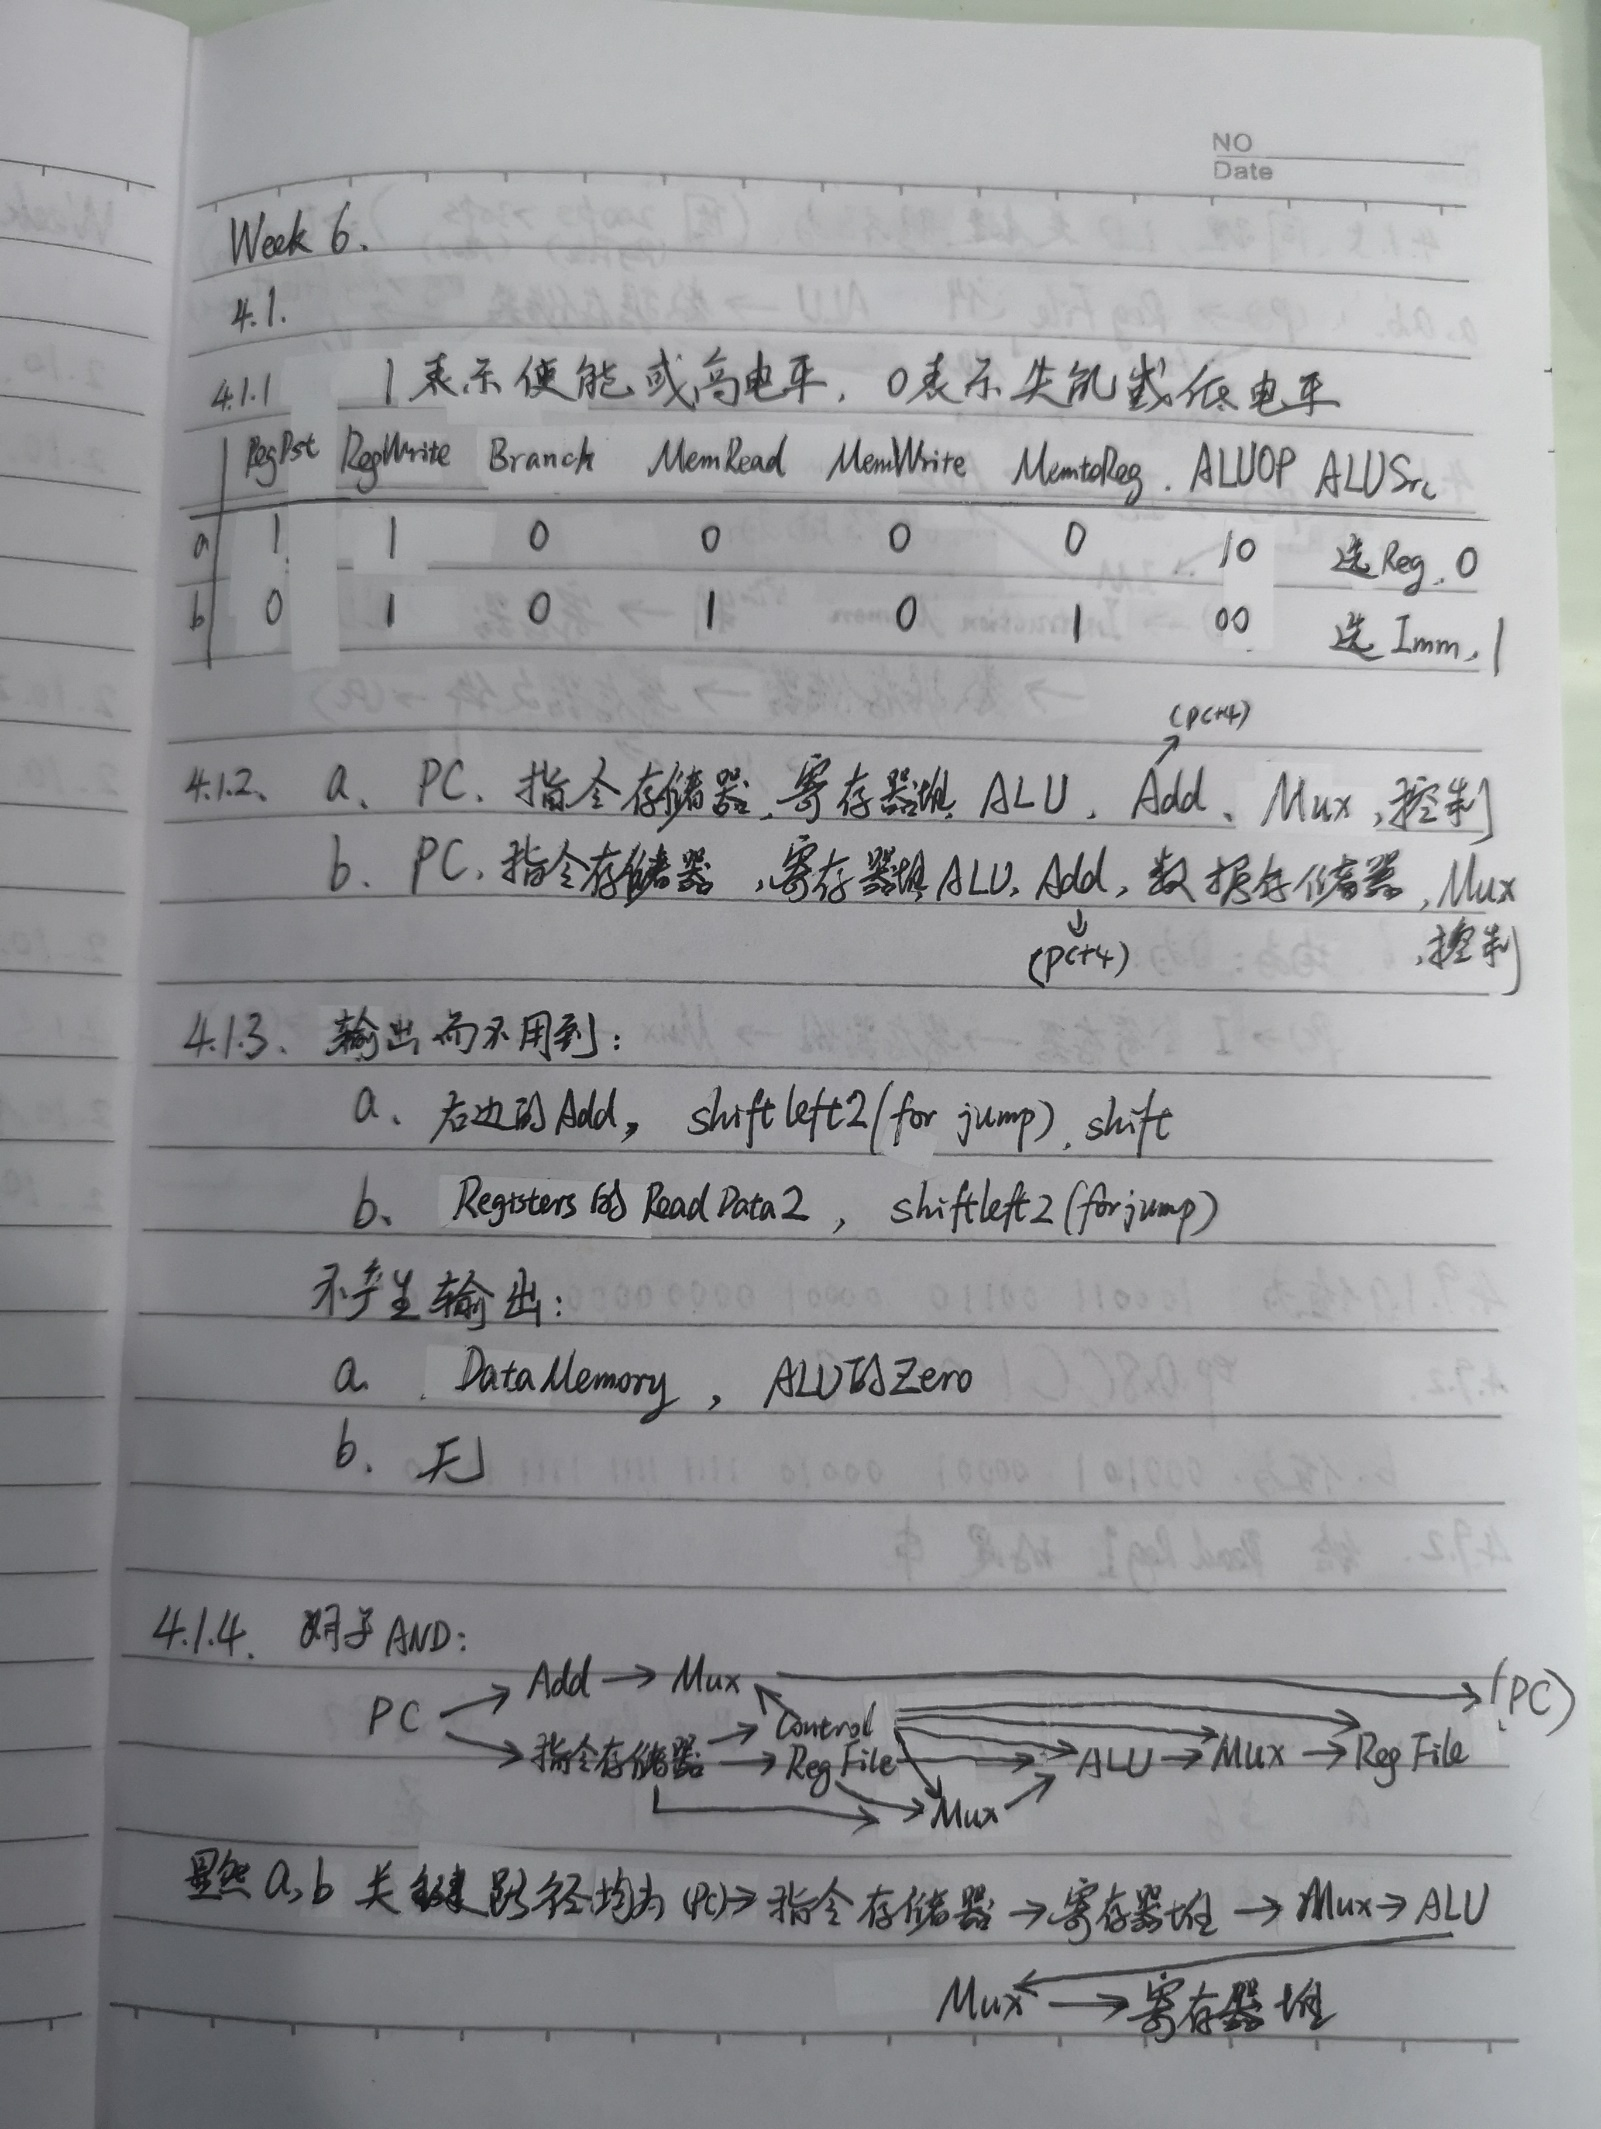 NO
Date
Week 6.
4.1.
4.1.1 1表示使能或高电平, 0表示失能或低电平
RegDst RegWrite Branch MemRead MemWrite MemtoReg. ALUOP ALUSrc
a 1 1 0 0 0 0 10 选Reg, 0
b 0 1 0 1 0 1 00 选Imm, 1
(PC+4)
4.1.2、 a、 PC、指令存储器、寄存器堆 ALU、Add、Mux,控制
b、 PC、指令存储器,寄存器堆ALU、Add,数据存储器,Mux
(PC+4) ,控制
4.1.3、 输出而不用到:
a、 右边的Add, shiftleft2(for jump), shift
b、 Registers的ReadData2, shiftleft2(for jump)
不产生输出:
a. DataMemory, ALU的Zero
b. 无
4.1.4. 对于AND:
Add → Mux → (PC)
PC Control
指令存储器 → Reg File → ALU → Mux → Reg File
Mux
显然a,b关键路径均为(PC)→指令存储器→寄存器堆→Mux→ALU
Mux→寄存器堆